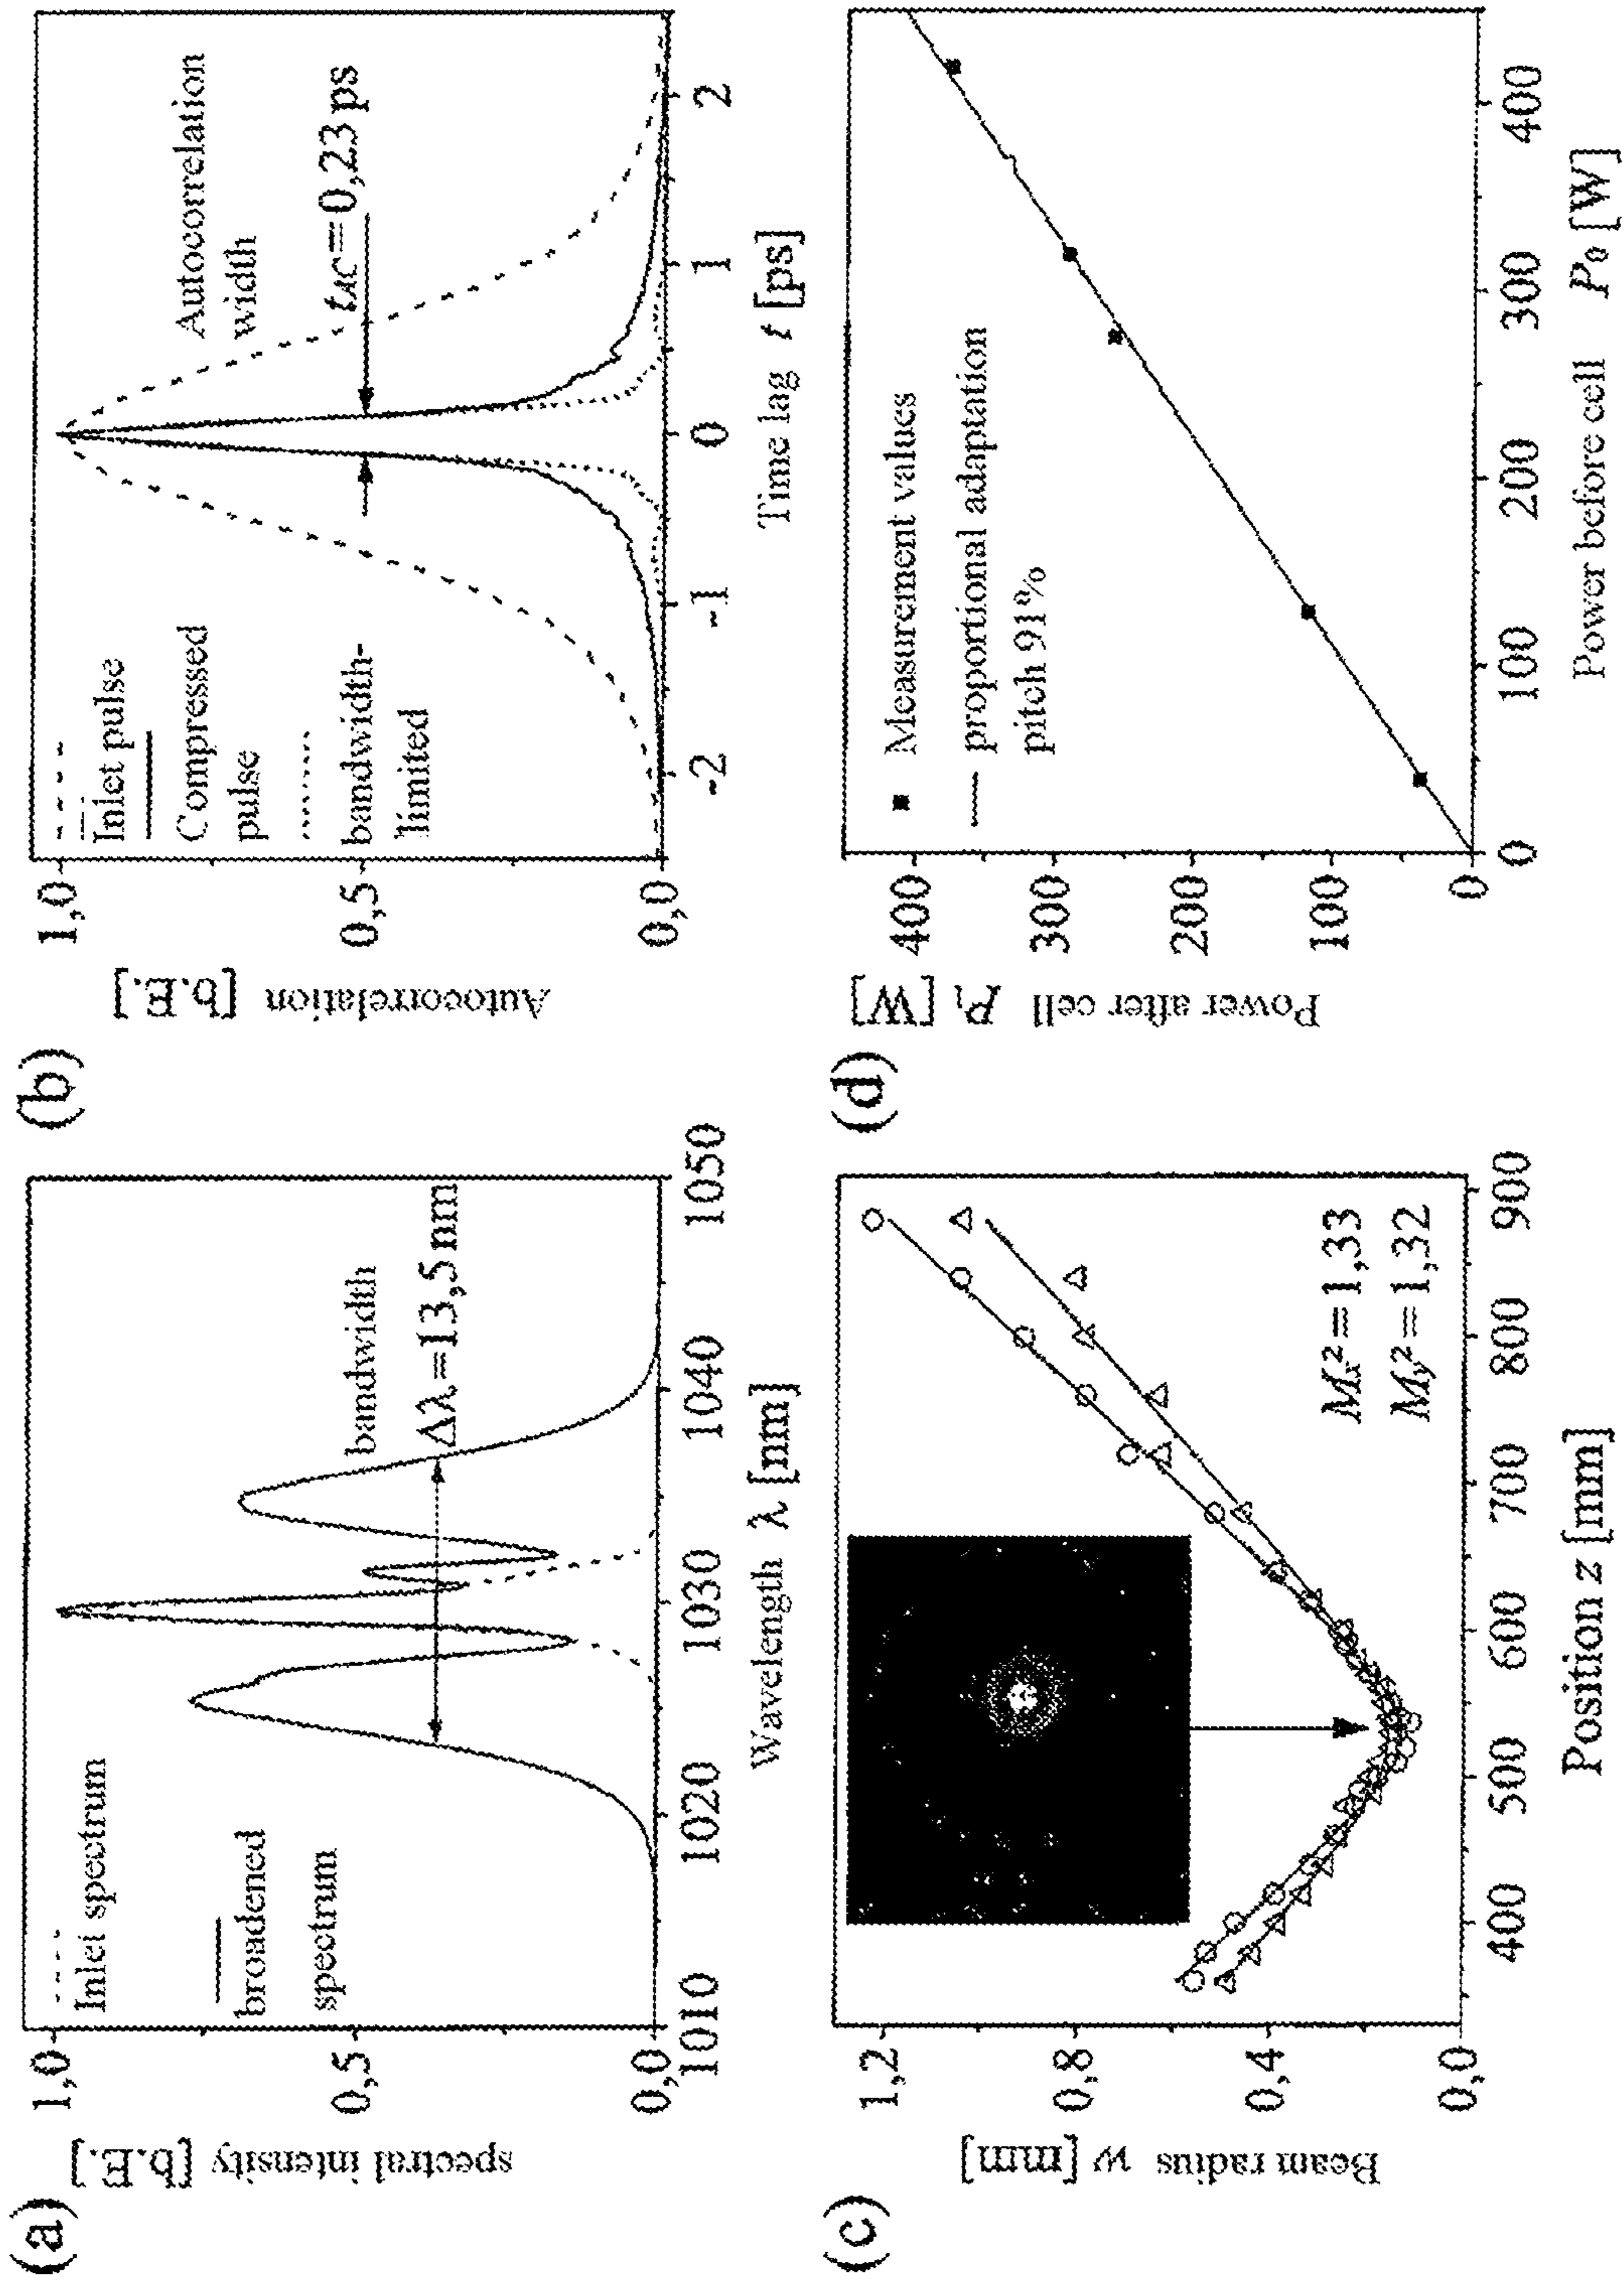 (a)
spectral intensity [b.E.]
1,0
0,5
0,0
Inlet spectrum
broadened
spectrum
bandwidth
Δλ=13,5 nm
1010
1020
1030
1040
1050
Wavelength λ [nm]
(b)
Autocorrelation [b.E.]
1,0
0,5
0,0
Inlet pulse
Compressed
pulse
bandwidth-
limited
Autocorrelation
width
tAC=0,23 ps
-2
-1
0
1
2
Time lag t [ps]
(c)
Beam radius w [mm]
1,2
0,8
0,4
0,0
Mx²=1,33
My²=1,32
400
500
600
700
800
900
Position z [mm]
(d)
Power after cell P1 [W]
400
300
200
100
0
Measurement values
proportional adaptation
pitch 91%
0
100
200
300
400
Power before cell P0 [W]